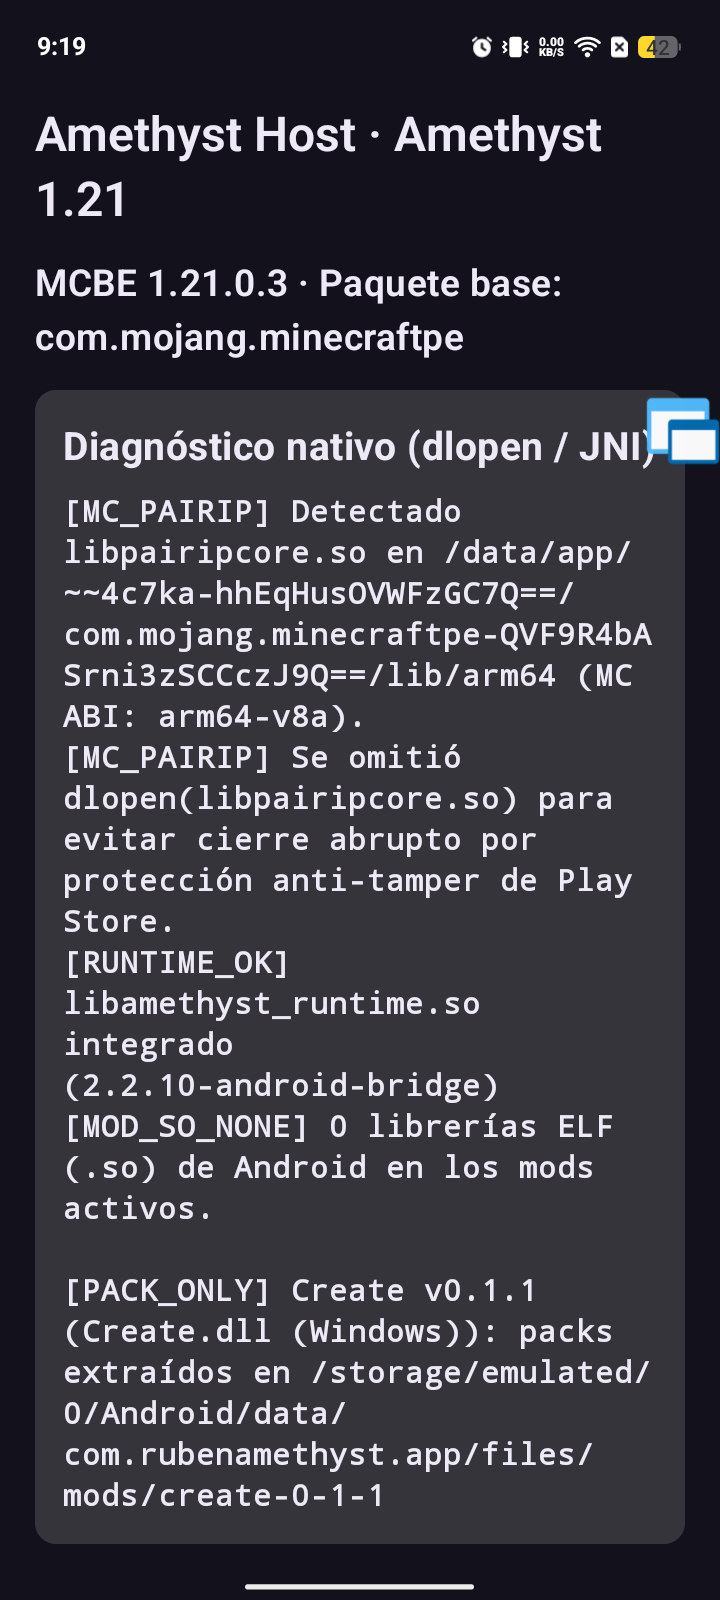 9:19
0.00
KB/S
42
Amethyst Host · Amethyst
1.21
MCBE 1.21.0.3 · Paquete base:
com.mojang.minecraftpe
Diagnóstico nativo (dlopen / JNI)
[MC_PAIRIP] Detectado
libpairipcore.so en /data/app/
~~4c7ka-hhEqHusOVWFzGC7Q==/
com.mojang.minecraftpe-QVF9R4bA
Srni3zSCCczJ9Q==/lib/arm64 (MC
ABI: arm64-v8a).
[MC_PAIRIP] Se omitió
dlopen(libpairipcore.so) para
evitar cierre abrupto por
protección anti-tamper de Play
Store.
[RUNTIME_OK]
libamethyst_runtime.so
integrado
(2.2.10-android-bridge)
[MOD_SO_NONE] 0 librerías ELF
(.so) de Android en los mods
activos.
[PACK_ONLY] Create v0.1.1
(Create.dll (Windows)): packs
extraídos en /storage/emulated/
0/Android/data/
com.rubenamethyst.app/files/
mods/create-0-1-1